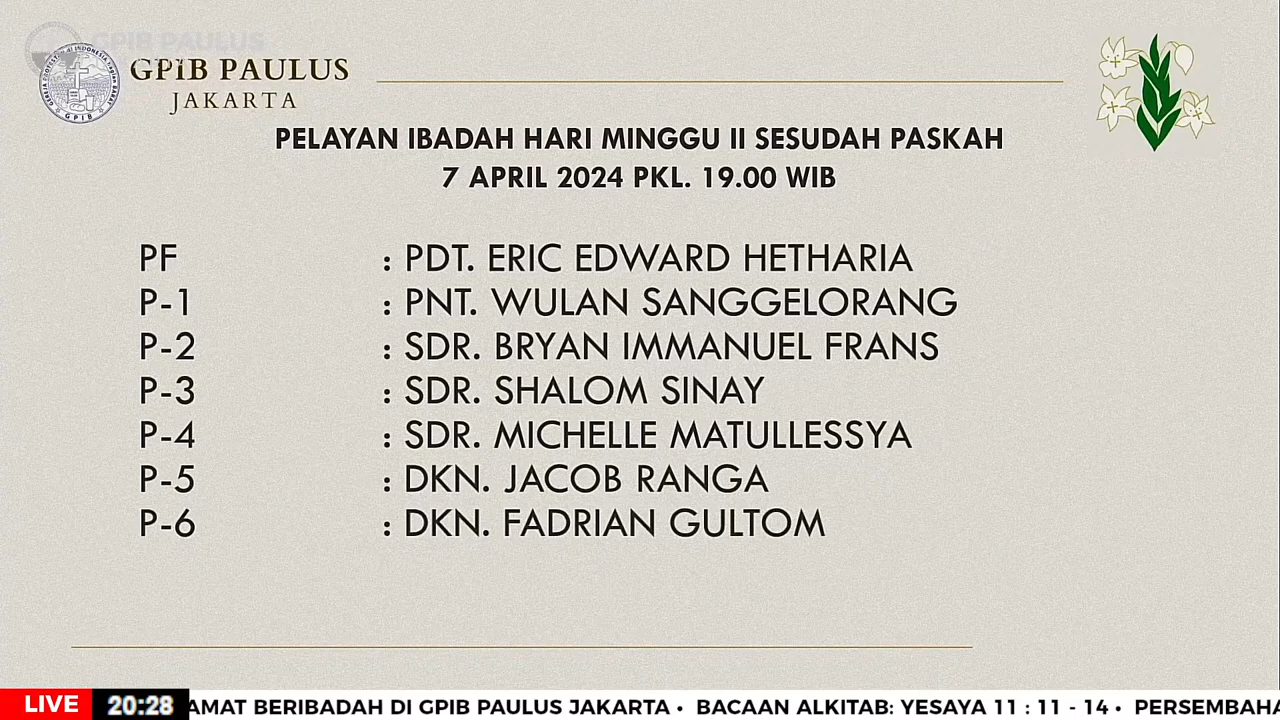 GPIB PAULUS
GPIB PAULUS
JAKARTA
PELAYAN IBADAH HARI MINGGU II SESUDAH PASKAH
7 APRIL 2024 PKL. 19.00 WIB
PF : PDT. ERIC EDWARD HETHARIA
P-1 : PNT. WULAN SANGGELORANG
P-2 : SDR. BRYAN IMMANUEL FRANS
P-3 : SDR. SHALOM SINAY
P-4 : SDR. MICHELLE MATULLESSYA
P-5 : DKN. JACOB RANGA
P-6 : DKN. FADRIAN GULTOM
LIVE 20:28 AMAT BERIBADAH DI GPIB PAULUS JAKARTA • BACAAN ALKITAB: YESAYA 11 : 11 - 14 • PERSEMBAHA